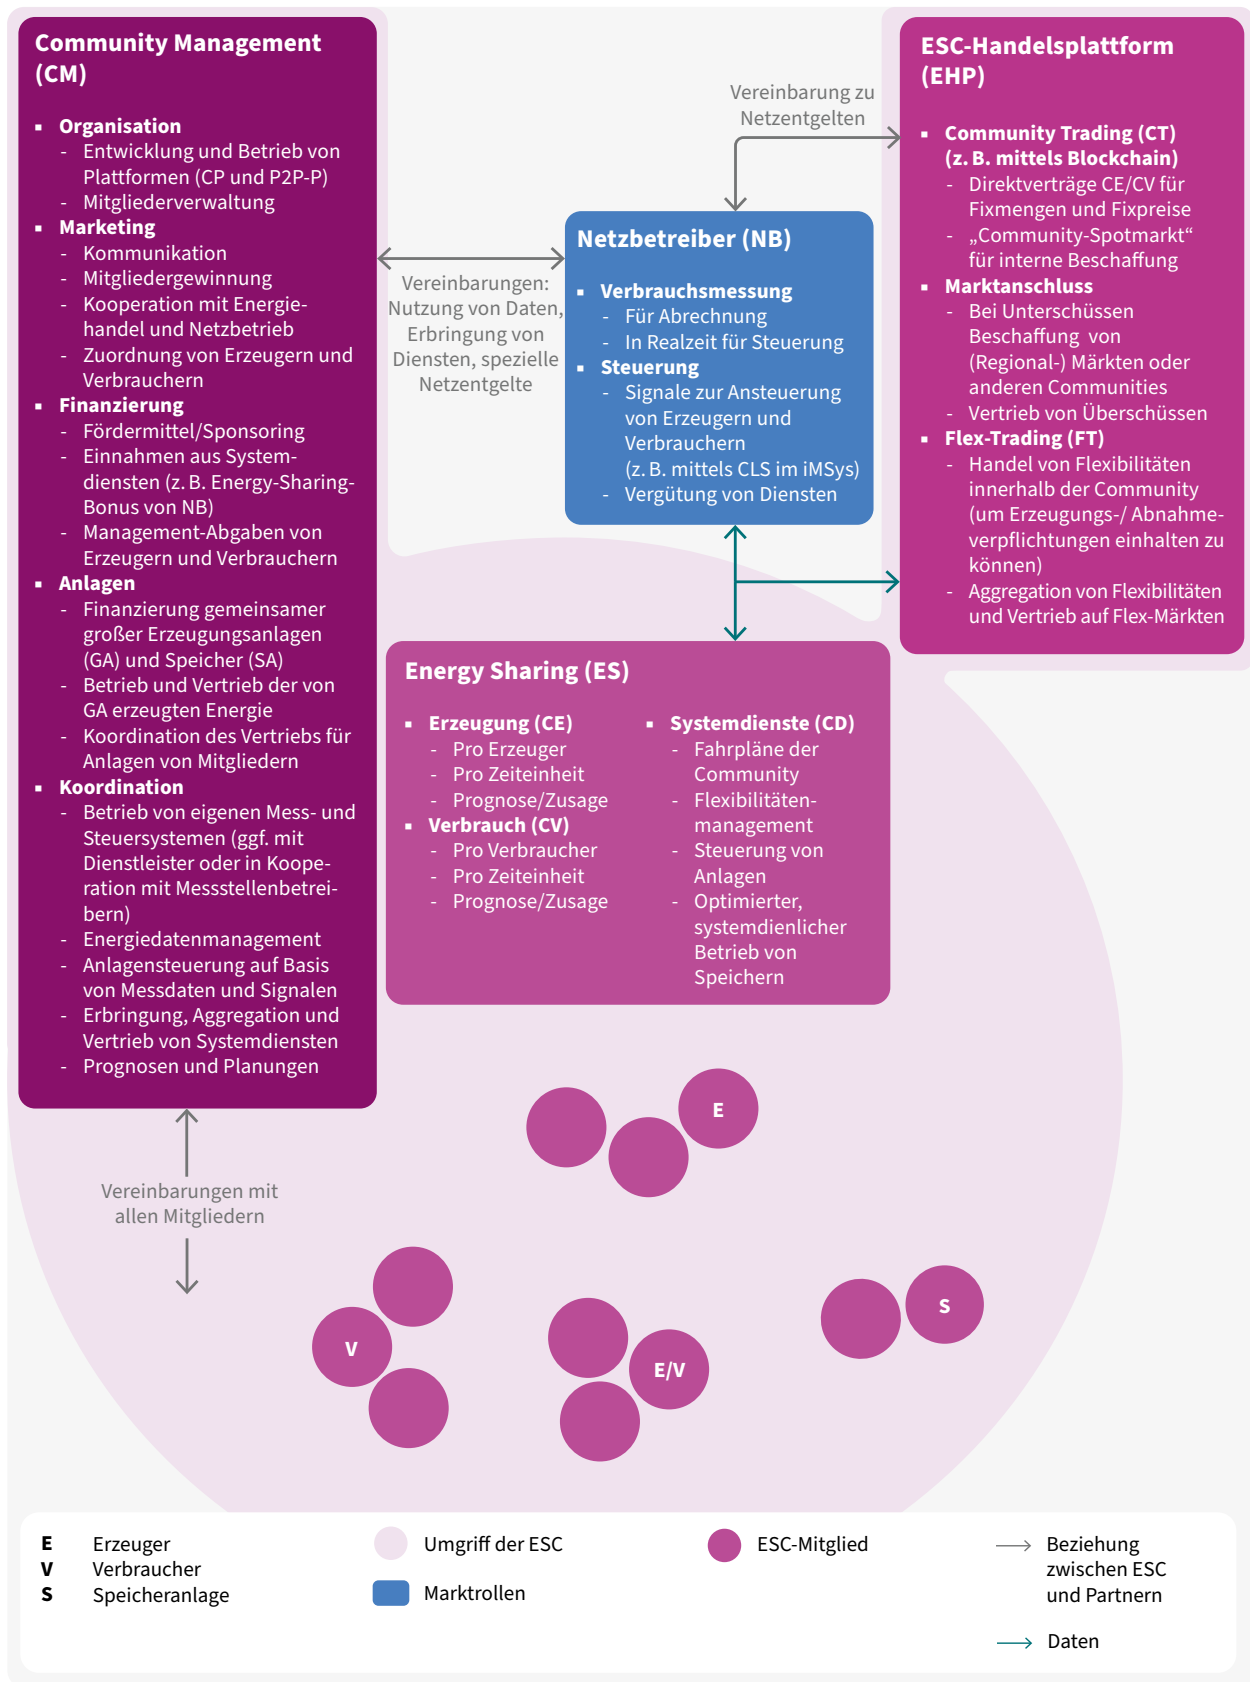 Community Management
(CM)
▪ Organisation
- Entwicklung und Betrieb von
Plattformen (CP und P2P-P)
- Mitgliederverwaltung
▪ Marketing
- Kommunikation
- Mitgliedergewinnung
- Kooperation mit Energie-
handel und Netzbetrieb
- Zuordnung von Erzeugern und
Verbrauchern
▪ Finanzierung
- Fördermittel/Sponsoring
- Einnahmen aus System-
diensten (z. B. Energy-Sharing-
Bonus von NB)
- Management-Abgaben von
Erzeugern und Verbrauchern
▪ Anlagen
- Finanzierung gemeinsamer
großer Erzeugungsanlagen
(GA) und Speicher (SA)
- Betrieb und Vertrieb der von
GA erzeugten Energie
- Koordination des Vertriebs für
Anlagen von Mitgliedern
▪ Koordination
- Betrieb von eigenen Mess- und
Steuersystemen (ggf. mit
Dienstleister oder in Koope-
ration mit Messstellenbetrei-
bern)
- Energiedatenmanagement
- Anlagensteuerung auf Basis
von Messdaten und Signalen
- Erbringung, Aggregation und
Vertrieb von Systemdiensten
- Prognosen und Planungen
Vereinbarungen:
Nutzung von Daten,
Erbringung von
Diensten, spezielle
Netzentgelte
Vereinbarung zu
Netzentgelten
Netzbetreiber (NB)
▪ Verbrauchsmessung
- Für Abrechnung
- In Realzeit für Steuerung
▪ Steuerung
- Signale zur Ansteuerung
von Erzeugern und
Verbrauchern
(z. B. mittels CLS im iMSys)
- Vergütung von Diensten
ESC-Handelsplattform
(EHP)
▪ Community Trading (CT)
(z. B. mittels Blockchain)
- Direktverträge CE/CV für
Fixmengen und Fixpreise
- „Community-Spotmarkt“
für interne Beschaffung
▪ Marktanschluss
- Bei Unterschüssen
Beschaffung von
(Regional-) Märkten oder
anderen Communities
- Vertrieb von Überschüssen
▪ Flex-Trading (FT)
- Handel von Flexibilitäten
innerhalb der Community
(um Erzeugungs-/ Abnahme-
verpflichtungen einhalten zu
können)
- Aggregation von Flexibilitäten
und Vertrieb auf Flex-Märkten
Energy Sharing (ES)
▪ Erzeugung (CE)
- Pro Erzeuger
- Pro Zeiteinheit
- Prognose/Zusage
▪ Verbrauch (CV)
- Pro Verbraucher
- Pro Zeiteinheit
- Prognose/Zusage
▪ Systemdienste (CD)
- Fahrpläne der
Community
- Flexibilitäten-
management
- Steuerung von
Anlagen
- Optimierter,
systemdienlicher
Betrieb von
Speichern
Vereinbarungen mit
allen Mitgliedern
E
V
E/V
S
E Erzeuger
V Verbraucher
S Speicheranlage
Umgriff der ESC
Marktrollen
ESC-Mitglied
Beziehung
zwischen ESC
und Partnern
Daten